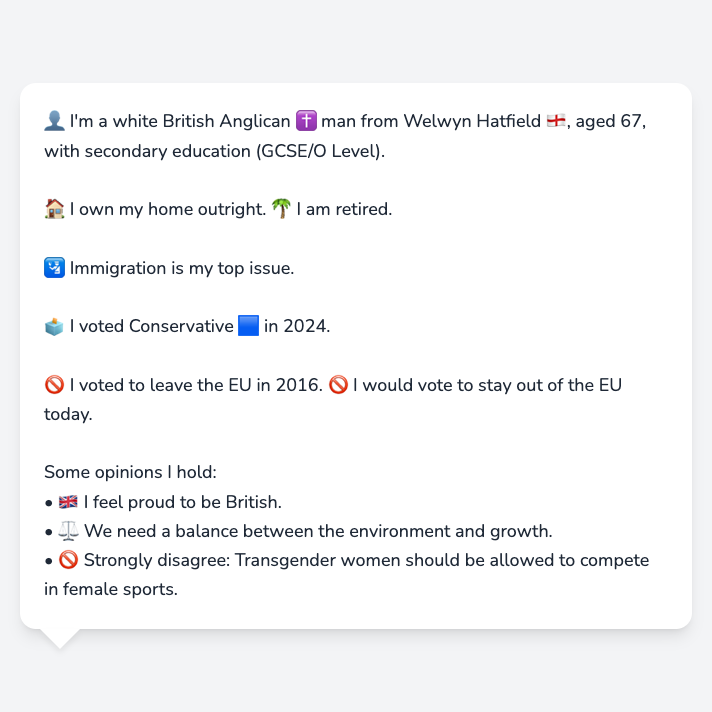 👤 I'm a white British Anglican ✝️ man from Welwyn Hatfield 🏴󠁧󠁢󠁥󠁮󠁧󠁿, aged 67,
with secondary education (GCSE/O Level).
🏠 I own my home outright. 🌴 I am retired.
🛂 Immigration is my top issue.
🗳️ I voted Conservative 🟦 in 2024.
🚫 I voted to leave the EU in 2016. 🚫 I would vote to stay out of the EU
today.
Some opinions I hold:
• 🇬🇧 I feel proud to be British.
• ⚖️ We need a balance between the environment and growth.
• 🚫 Strongly disagree: Transgender women should be allowed to compete
in female sports.